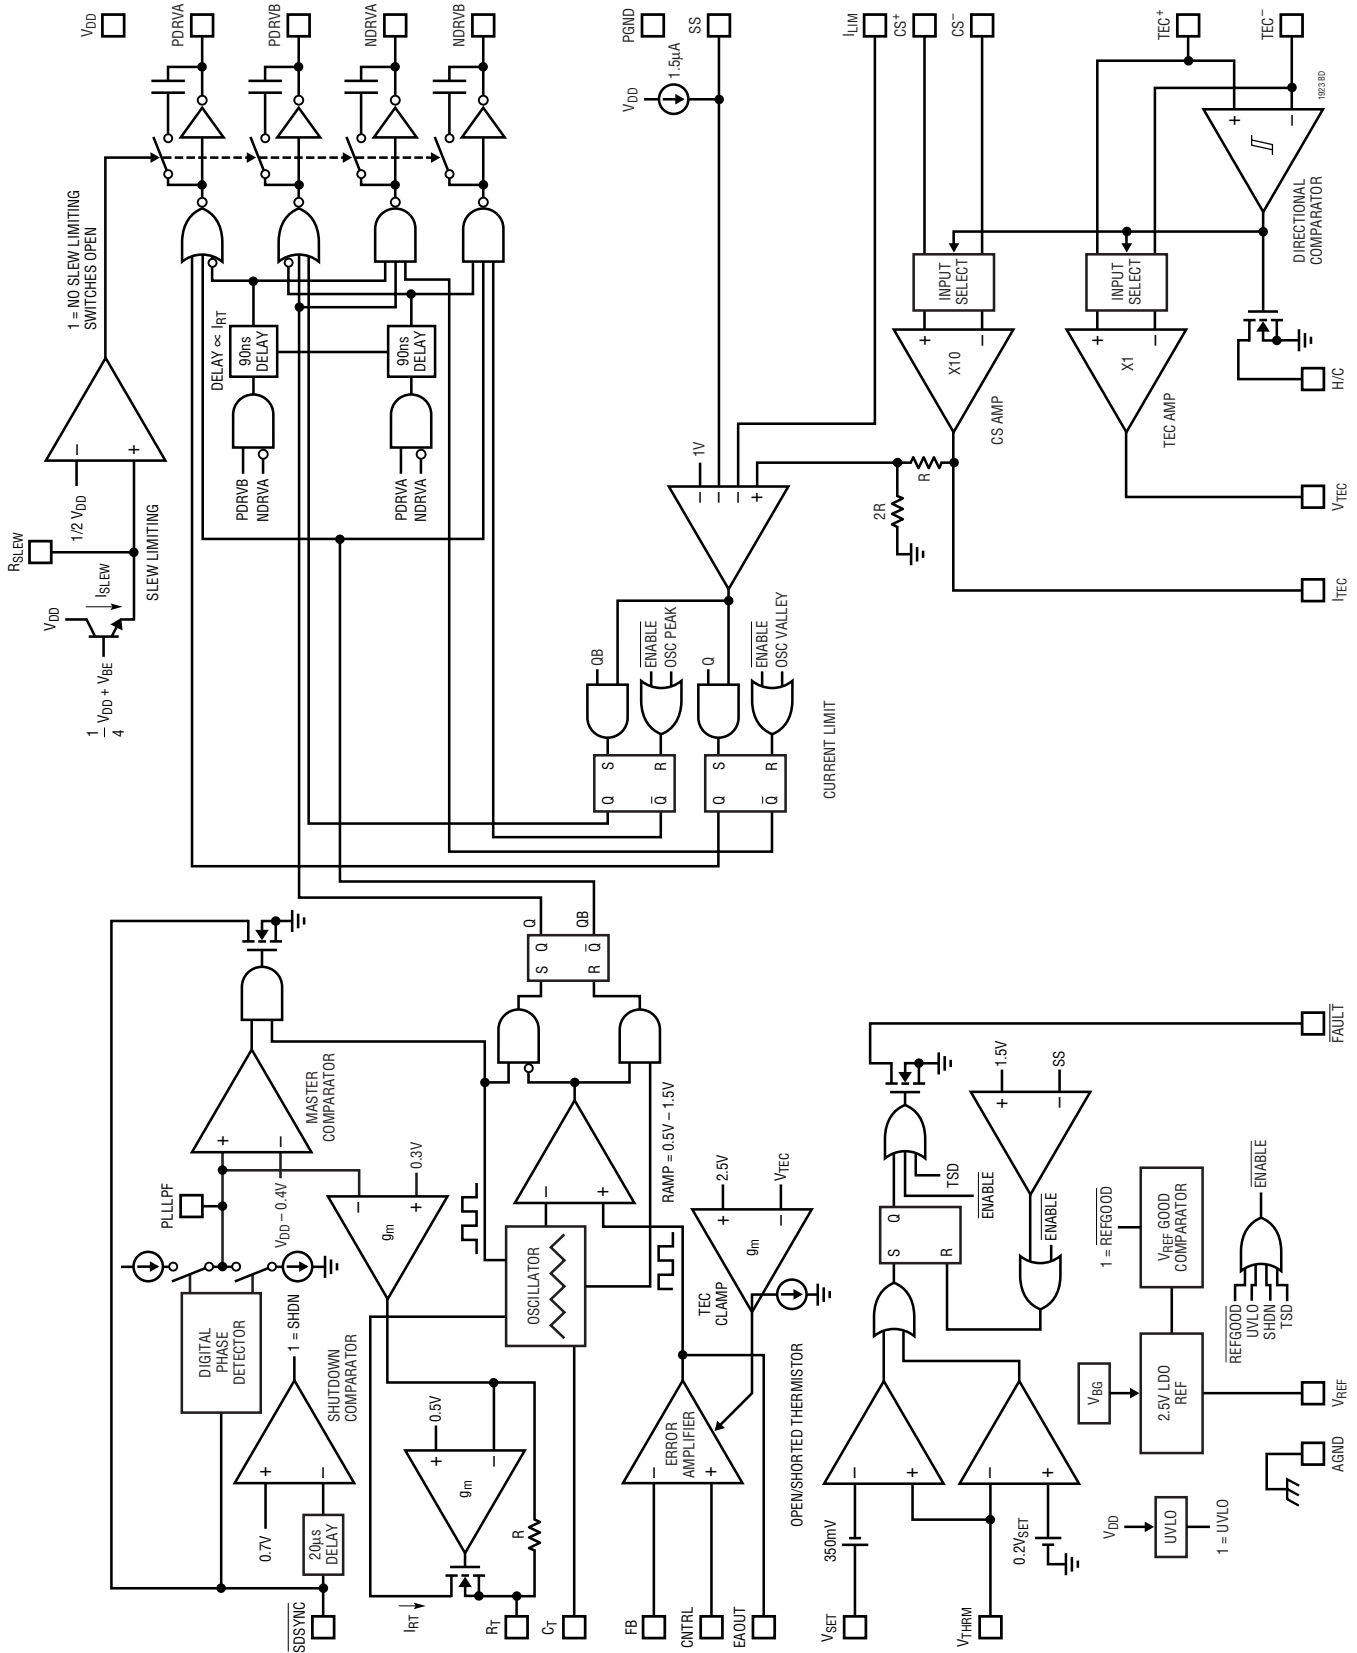 VDD
PDRVA
PDRVB
NDRVA
NDRVB
PGND
SS
ILIM
CS+
CS−
TEC+
TEC−
1 = NO SLEW LIMITING
SWITCHES OPEN
VDD
1.5µA
+
−
1923 BD
DIRECTIONAL
COMPARATOR
DELAY ∝ IRT
90ns
DELAY
90ns
DELAY
INPUT
SELECT
INPUT
SELECT
+
−
X10
CS AMP
+
−
X1
TEC AMP
H/C
PDRVB
NDRVA
PDRVA
NDRVA
−
+
1/2 VDD
RSLEW
SLEW LIMITING
ISLEW
VDD
1
4
VDD + VBE
1V
−
−
−
+
R
2R
VTEC
ITEC
QB
ENABLE
OSC PEAK
Q
ENABLE
OSC VALLEY
S
R
Q
Q
S
R
Q
Q
CURRENT LIMIT
Q
QB
S
Q
R
Q
MASTER
COMPARATOR
+
−
PLLLPF
VDD – 0.4V
DIGITAL
PHASE
DETECTOR
1 = SHDN
SHUTDOWN
COMPARATOR
+
−
0.7V
20µs
DELAY
SDSYNC
gm
−
+
0.3V
OSCILLATOR
−
+
RAMP = 0.5V – 1.5V
0.5V
+
−
gm
R
IRT
RT
CT
2.5V
VTEC
+
−
gm
TEC
CLAMP
ERROR
AMPLIFIER
−
+
FB
CNTRL
EAOUT
OPEN/SHORTED THERMISTOR
−
+
−
+
350mV
0.2VSET
VSET
VTHRM
S
Q
R
TSD
ENABLE
1.5V
SS
+
−
ENABLE
FAULT
1 = REFGOOD
VREF GOOD
COMPARATOR
VBG
2.5V LDO
REF
VREF
AGND
REFGOOD
UVLO
SHDN
TSD
ENABLE
VDD
UVLO
1 = UVLO